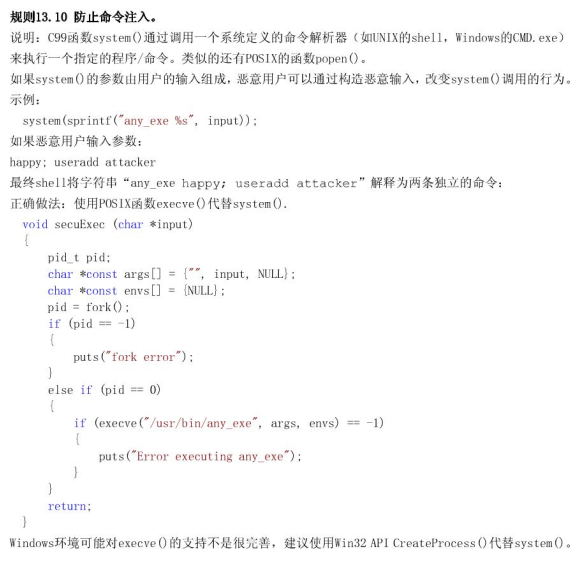 规则13.10 防止命令注入。
说明：C99函数system()通过调用一个系统定义的命令解析器（如UNIX的shell，Windows的CMD.exe）
来执行一个指定的程序/命令。类似的还有POSIX的函数popen()。
如果system()的参数由用户的输入组成，恶意用户可以通过构造恶意输入，改变system()调用的行为。
示例：
system(sprintf("any_exe %s", input));
如果恶意用户输入参数：
happy; useradd attacker
最终shell将字符串“any_exe happy; useradd attacker”解释为两条独立的命令：
正确做法：使用POSIX函数execve()代替system().
void secuExec (char *input)
{
pid_t pid;
char *const args[] = {"", input, NULL};
char *const envs[] = {NULL};
pid = fork();
if (pid == -1)
{
puts("fork error");
}
else if (pid == 0)
{
if (execve("/usr/bin/any_exe", args, envs) == -1)
{
puts("Error executing any_exe");
}
}
return;
}
Windows环境可能对execve()的支持不是很完善，建议使用Win32 API CreateProcess()代替system()。